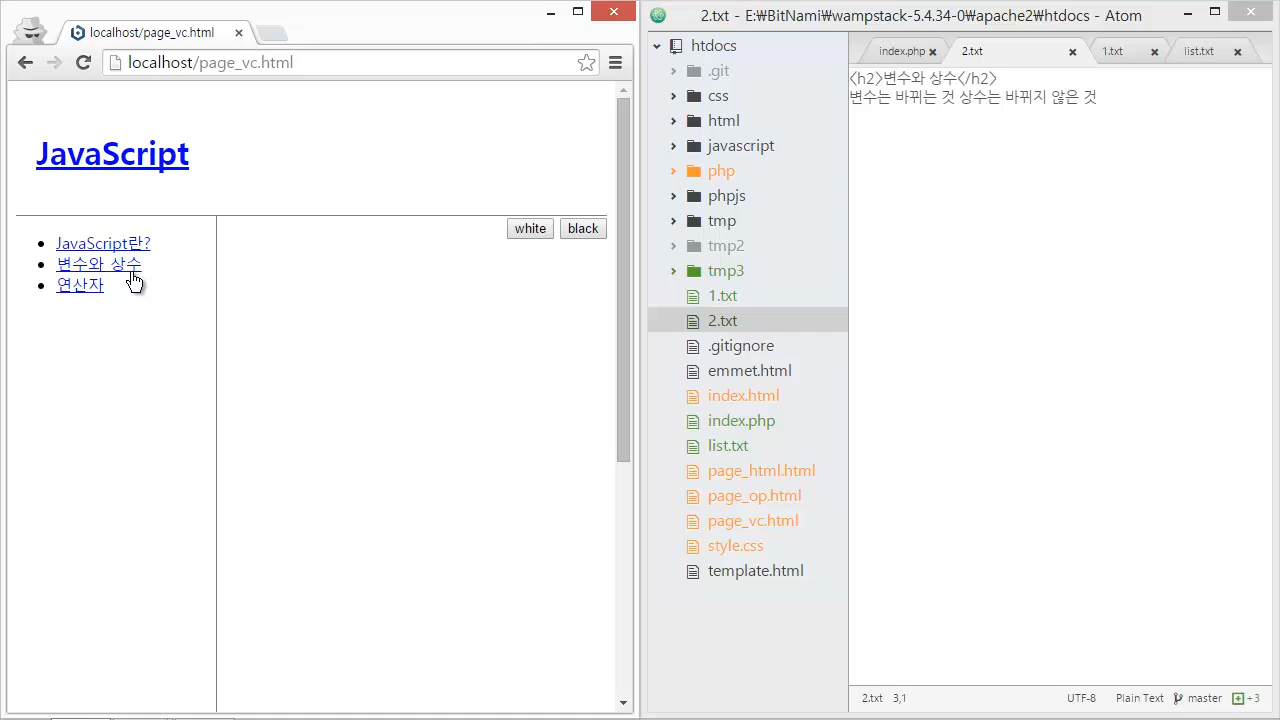 localhost/page_vc.html
localhost/page_vc.html
JavaScript
white
black
JavaScript란?
변수와 상수
연산자
2.txt - E:₩BitNami₩wampstack-5.4.34-0₩apache2₩htdocs - Atom
htdocs
.git
css
html
javascript
php
phpjs
tmp
tmp2
tmp3
1.txt
2.txt
.gitignore
emmet.html
index.html
index.php
list.txt
page_html.html
page_op.html
page_vc.html
style.css
template.html
index.php
2.txt
1.txt
list.txt
<h2>변수와 상수</h2>
변수는 바뀌는 것 상수는 바뀌지 않은 것
2.txt 3,1
UTF-8 Plain Text master +3